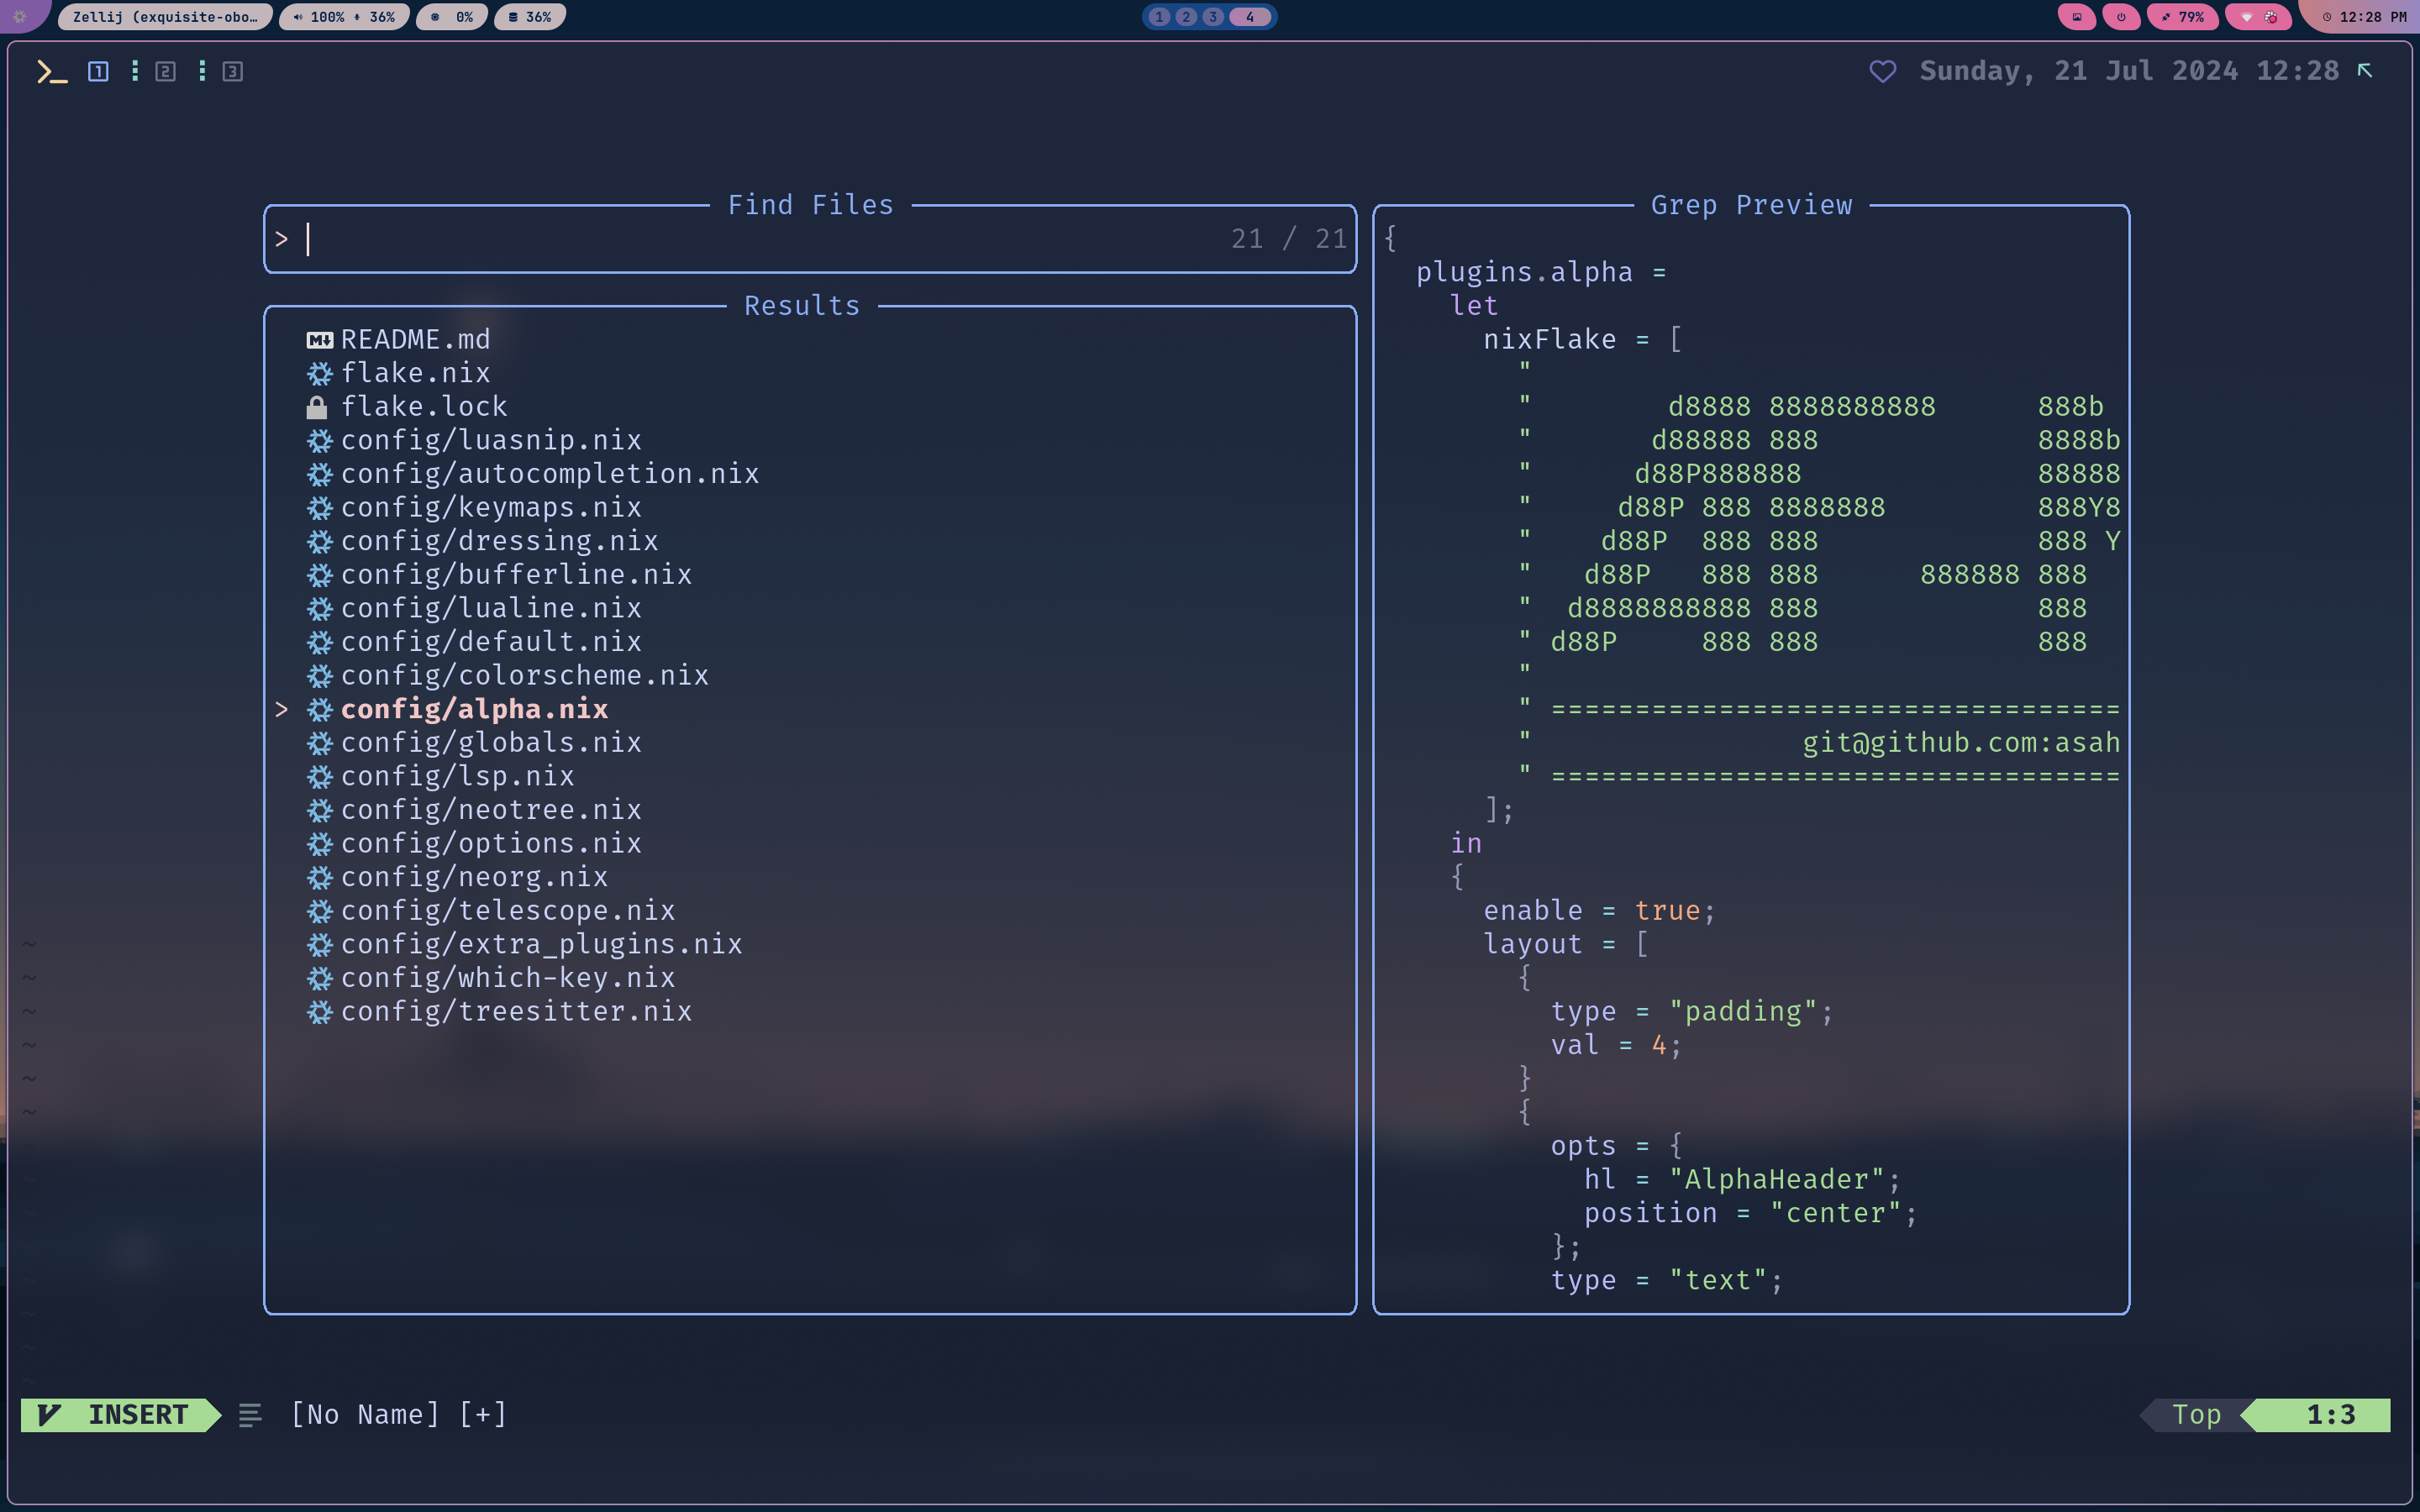 Zellij (exquisite-obo… 100% 36% 0% 36% 1 2 3 4 79% 12:28 PM
>_ 1 2 3 Sunday, 21 Jul 2024 12:28
Find Files
> 21 / 21
Results
README.md
flake.nix
flake.lock
config/luasnip.nix
config/autocompletion.nix
config/keymaps.nix
config/dressing.nix
config/bufferline.nix
config/lualine.nix
config/default.nix
config/colorscheme.nix
> config/alpha.nix
config/globals.nix
config/lsp.nix
config/neotree.nix
config/options.nix
config/neorg.nix
config/telescope.nix
config/extra_plugins.nix
config/which-key.nix
config/treesitter.nix
Grep Preview
{
  plugins.alpha =
    let
      nixFlake = [
        "
        "        d8888 8888888888      888b
        "       d88888 888             8888b
        "      d88P888888              88888
        "     d88P 888 8888888         888Y8
        "    d88P  888 888             888 Y
        "   d88P   888 888      888888 888
        "  d8888888888 888             888
        " d88P     888 888             888
        "
        " ==================================
        "                git@github.com:asah
        " ==================================
      ];
    in
    {
      enable = true;
      layout = [
        {
          type = "padding";
          val = 4;
        }
        {
          opts = {
            hl = "AlphaHeader";
            position = "center";
          };
          type = "text";
~
~
~
~
~
~
~
~
~
~
~
~
~
~
INSERT [No Name] [+] Top 1:3